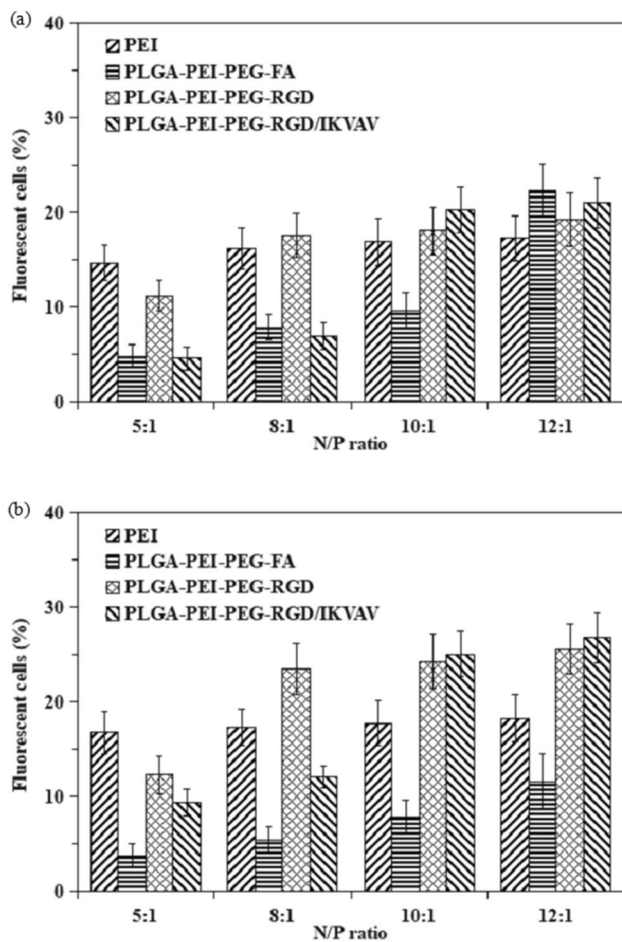 (a)
40
30
20
10
0
Fluorescent cells (%)
PEI
PLGA-PEI-PEG-FA
PLGA-PEI-PEG-RGD
PLGA-PEI-PEG-RGD/IKVAV
5:1 8:1 10:1 12:1
N/P ratio
(b)
40
30
20
10
0
Fluorescent cells (%)
PEI
PLGA-PEI-PEG-FA
PLGA-PEI-PEG-RGD
PLGA-PEI-PEG-RGD/IKVAV
5:1 8:1 10:1 12:1
N/P ratio